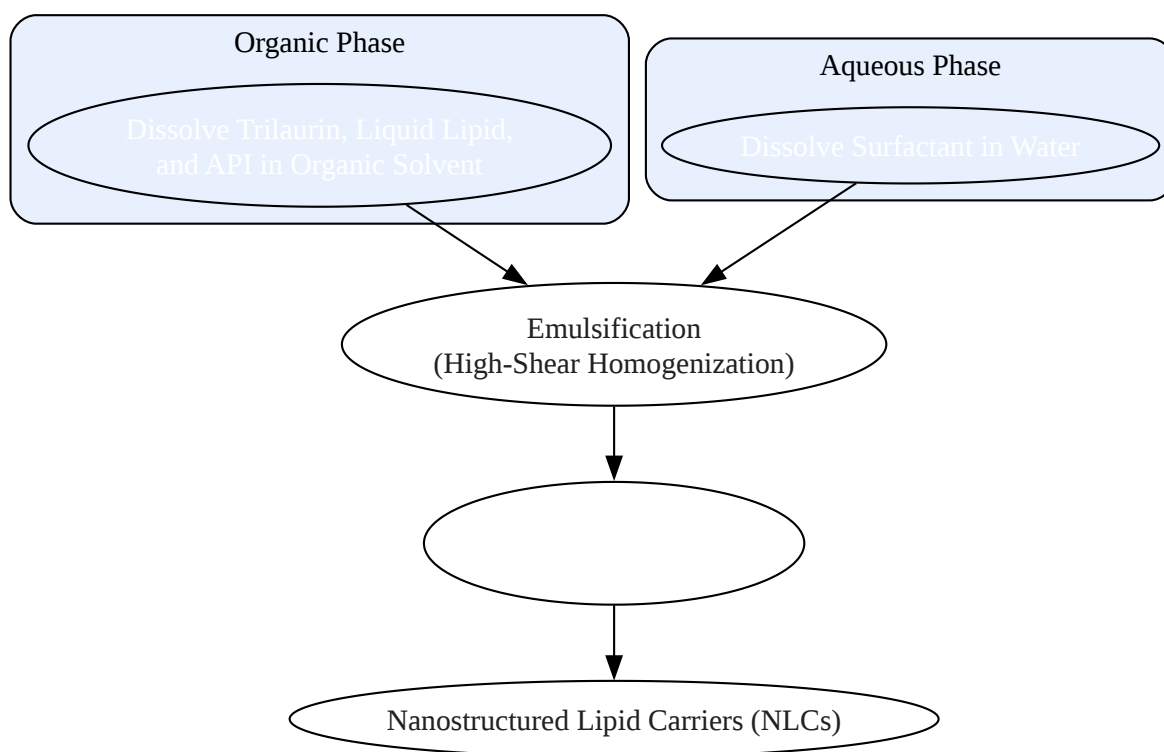 Organic Phase
Aqueous Phase
Dissolve Trilaurin, Liquid Lipid,
and API in Organic Solvent
Dissolve Surfactant in Water
Emulsification
(High-Shear Homogenization)
Nanostructured Lipid Carriers (NLCs)